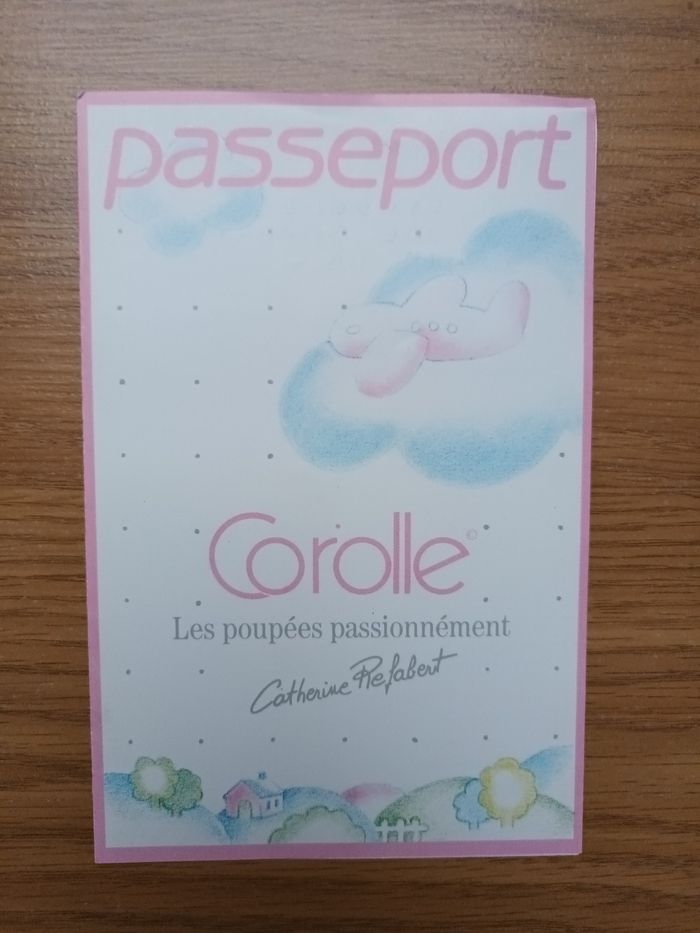 passeport
Corolle©
Les poupées passionnément
Catherine Refabert